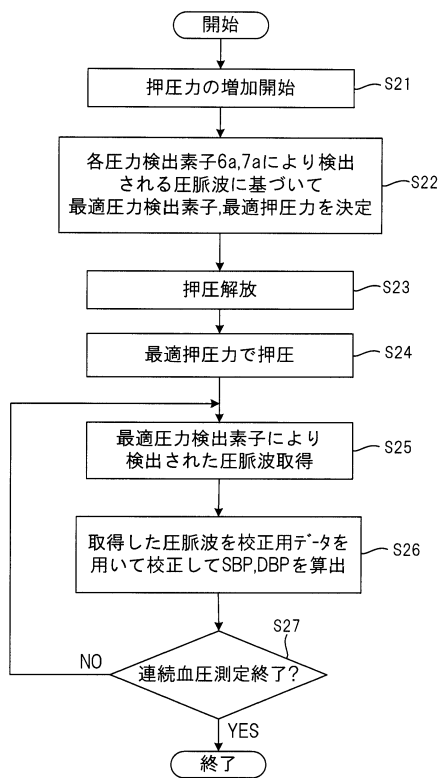 開始
押圧力の増加開始
S21
各圧力検出素子6a,7aにより検出
される圧脈波に基づいて
最適圧力検出素子,最適押圧力を決定
S22
押圧解放
S23
最適押圧力で押圧
S24
最適圧力検出素子により
検出された圧脈波取得
S25
取得した圧脈波を校正用データを
用いて校正してSBP,DBPを算出
S26
S27
連続血圧測定終了?
NO
YES
終了